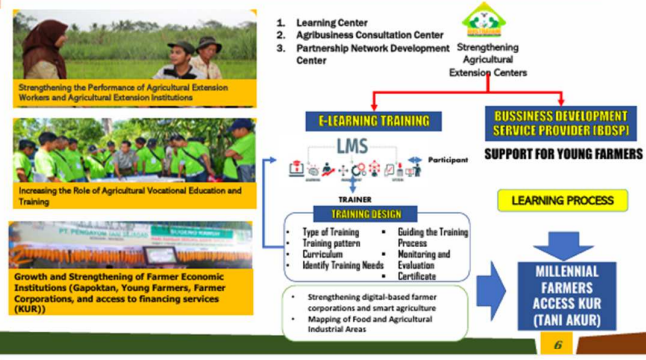 Strengthening the Performance of Agricultural Extension
Workers and Agricultural Extension Institutions
Increasing the Role of Agricultural Vocational Education and
Training
PT. PENGAYOM
Growth and Strengthening of Farmer Economic
Institutions (Gapoktan, Young Farmers, Farmer
Corporations, and access to financing services
(KUR))
1. Learning Center
2. Agribusiness Consultation Center
3. Partnership Network Development
Center
Strengthening
Agricultural
Extension Centers
E-LEARNING TRAINING
LMS
Participant
TRAINER
TRAINING DESIGN
• Type of Training
• Training pattern
• Curriculum
• Identify Training Needs
▪ Guiding the Training
Process
▪ Monitoring and
Evaluation
▪ Certificate
• Strengthening digital-based farmer
corporations and smart agriculture
• Mapping of Food and Agricultural
Industrial Areas
BUSSINESS DEVELOPMENT
SERVICE PROVIDER (BDSP)
SUPPORT FOR YOUNG FARMERS
LEARNING PROCESS
MILLENNIAL
FARMERS
ACCESS KUR
(TANI AKUR)
6